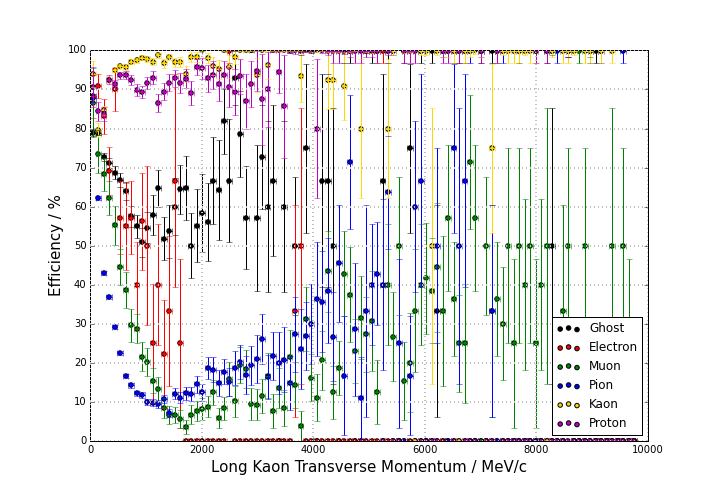 100
90
80
70
60
50
40
30
20
10
0
Efficiency / %
0
2000
4000
6000
8000
10000
Long Kaon Transverse Momentum / MeV/c
Ghost
Electron
Muon
Pion
Kaon
Proton